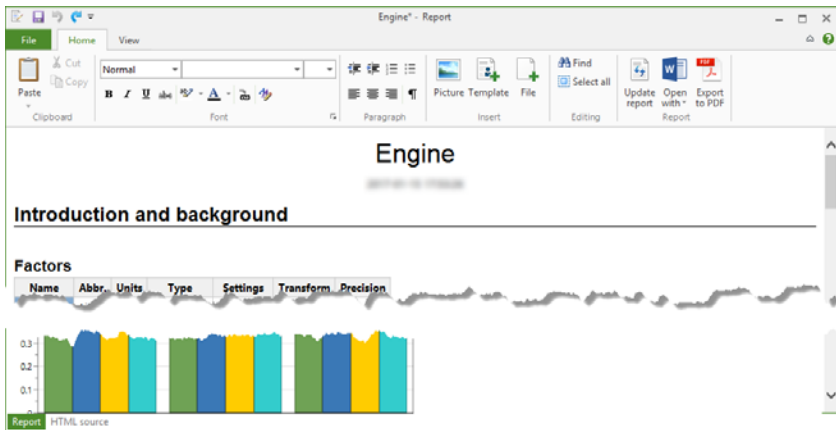 Engine* - Report
File Home View
Paste Cut Copy Clipboard
Normal
B I U abc A Font
Paragraph
Picture Template File Insert
Find Select all Editing
Update report Open with Export to PDF Report
Engine
Introduction and background
Factors
Name Abbr.. Units Type Settings Transform Precision
0.3
0.2
0.1
Report HTML source